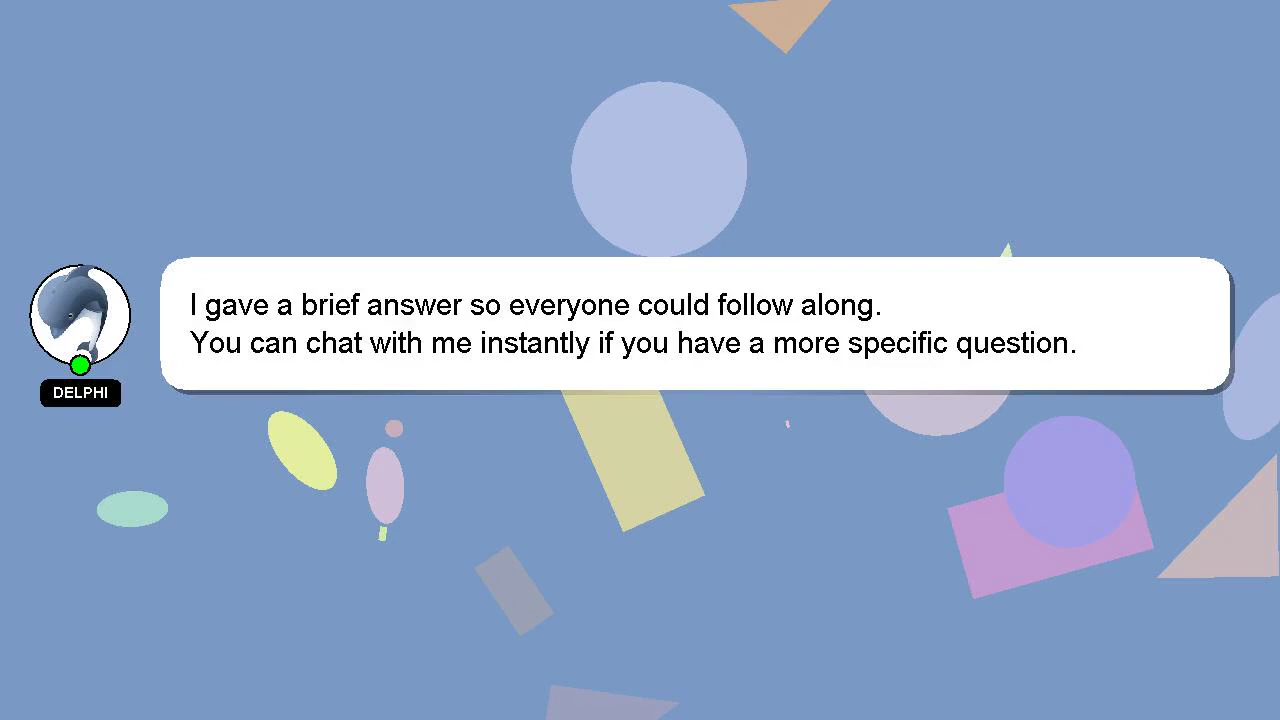 I gave a brief answer so everyone could follow along.
You can chat with me instantly if you have a more specific question.
DELPHI